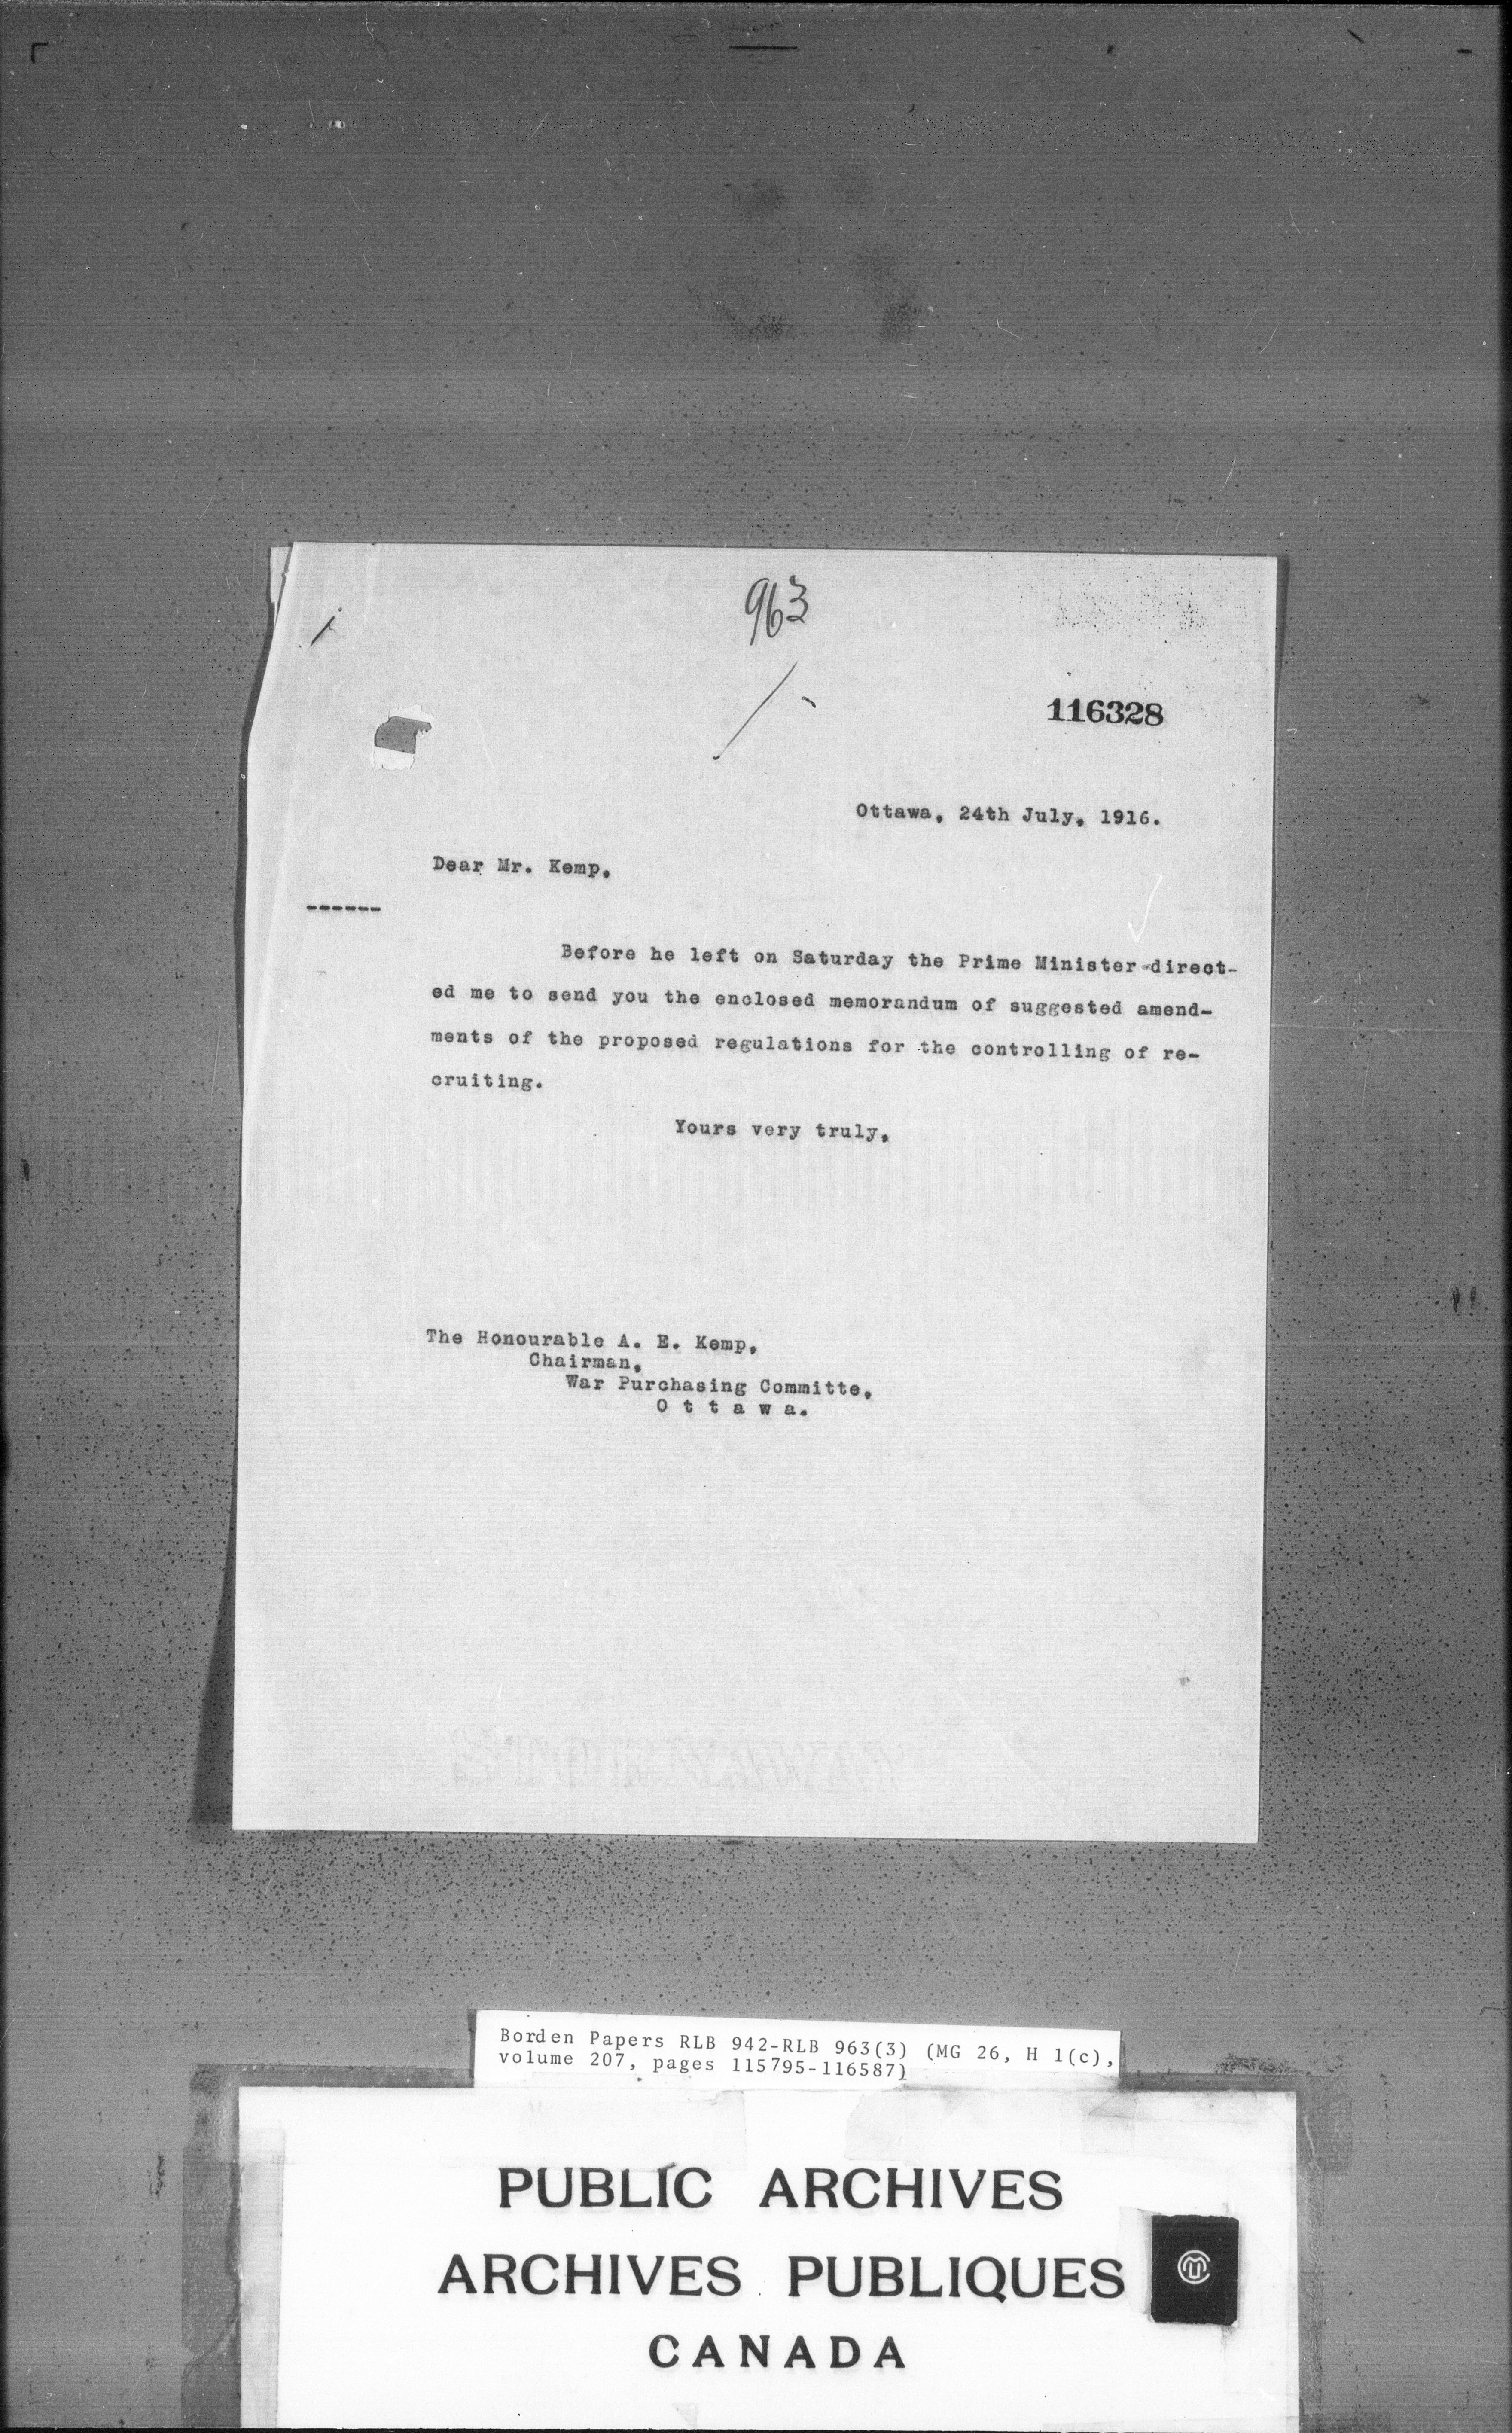 963
116328
Ottawa, 24th July, 1916.
Dear Mr. Kemp,
------
Before he left on Saturday the Prime Minister direct-
ed me to send you the enclosed memorandum of suggested amend-
ments of the proposed regulations for the controlling of re-
cruiting.
Yours very truly,
The Honourable A. E. Kemp,
Chairman,
War Purchasing Committe,
O t t a w a.
Borden Papers RLB 942-RLB 963(3) (MG 26, H 1(c),
volume 207, pages 115795-116587)
PUBLIC ARCHIVES
ARCHIVES PUBLIQUES
CANADA